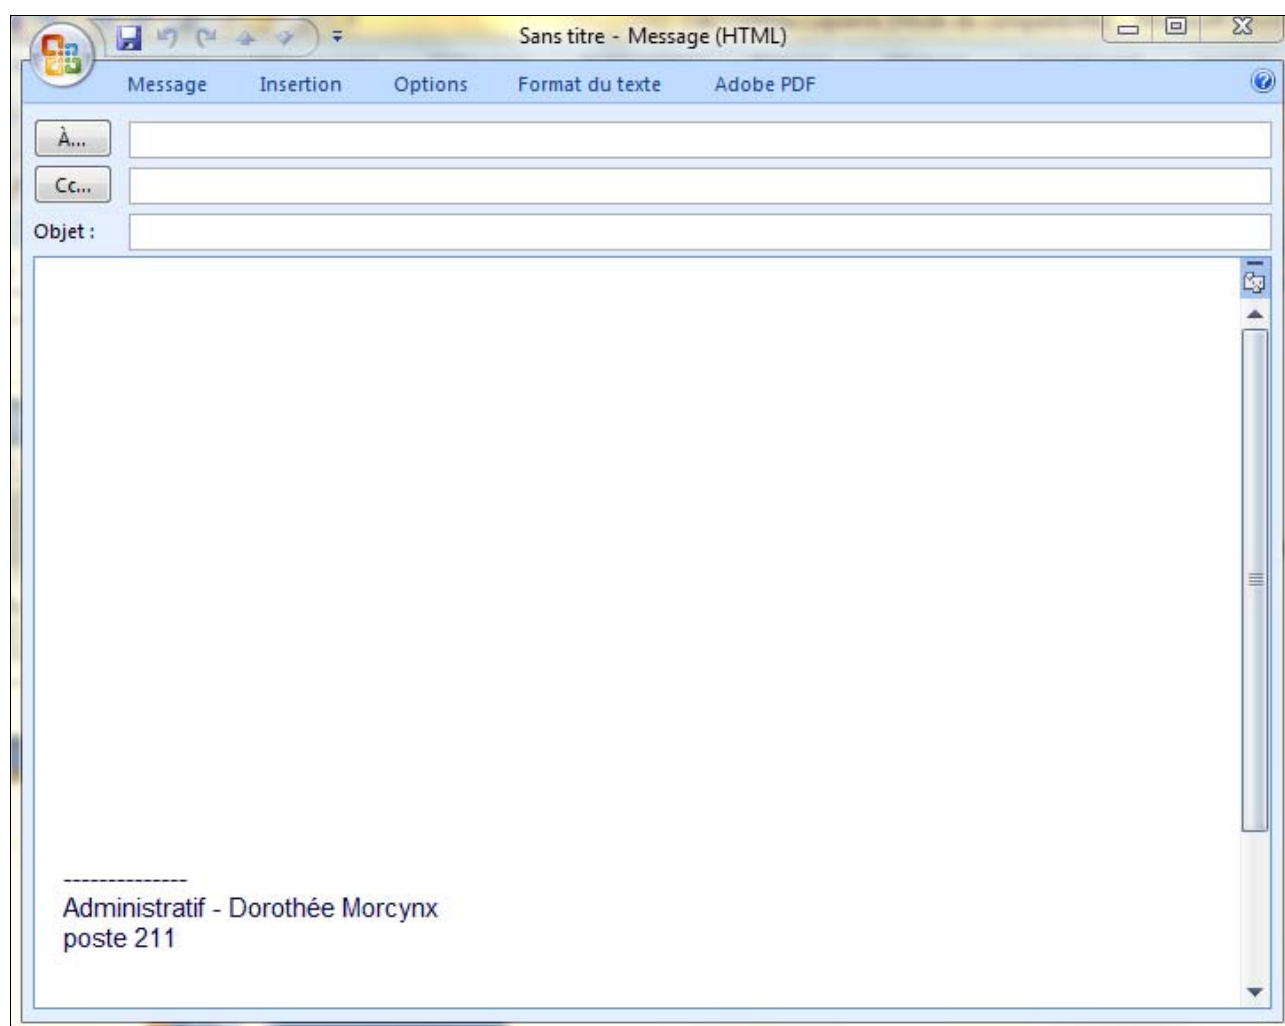 Sans titre - Message (HTML)
Message Insertion Options Format du texte Adobe PDF
À...
Cc...
Objet :
--------------
Administratif - Dorothée Morcynx
poste 211